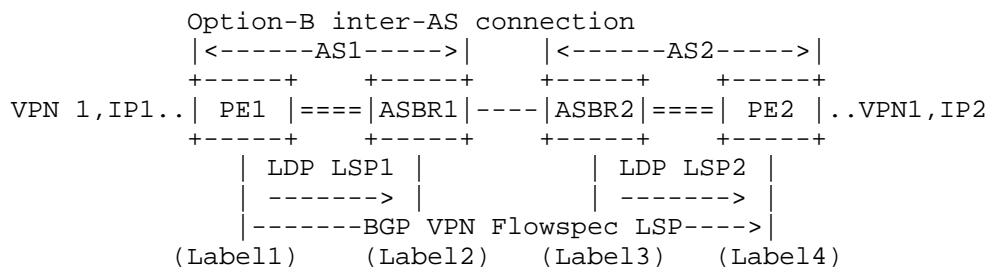 Option-B inter-AS connection
|<------AS1----->| |<------AS2----->|
+-----+ +-----+ +-----+ +-----+
VPN 1,IP1..| PE1 |====|ASBR1|----|ASBR2|====| PE2 |..VPN1,IP2
+-----+ +-----+ +-----+ +-----+
| LDP LSP1 | | LDP LSP2 |
| -------> | | -------> |
|-------BGP VPN Flowspec LSP---->|
(Label1) (Label2) (Label3) (Label4)